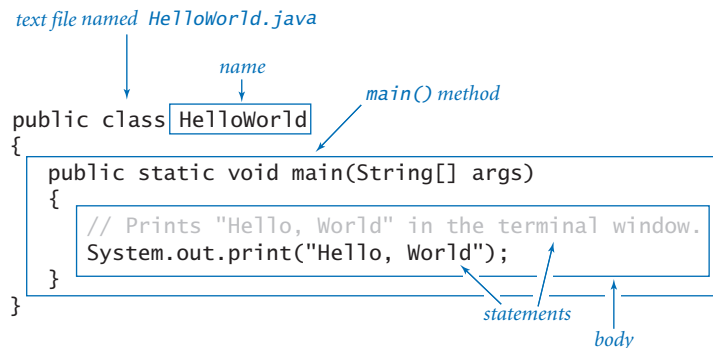 text file named HelloWorld.java
name
main() method
public class HelloWorld
{
public static void main(String[] args)
{
// Prints "Hello, World" in the terminal window.
System.out.print("Hello, World");
}
}
statements
body